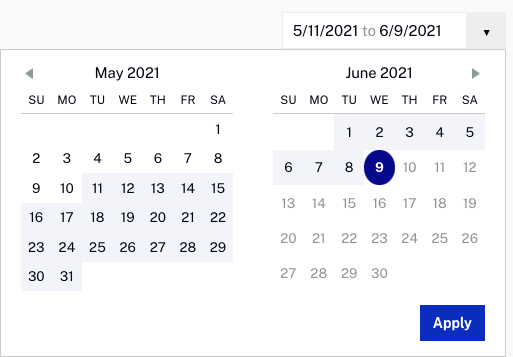 5/11/2021 to 6/9/2021
May 2021
SU MO TU WE TH FR SA
1
2 3 4 5 6 7 8
9 10 11 12 13 14 15
16 17 18 19 20 21 22
23 24 25 26 27 28 29
30 31
June 2021
SU MO TU WE TH FR SA
1 2 3 4 5
6 7 8 9 10 11 12
13 14 15 16 17 18 19
20 21 22 23 24 25 26
27 28 29 30
Apply